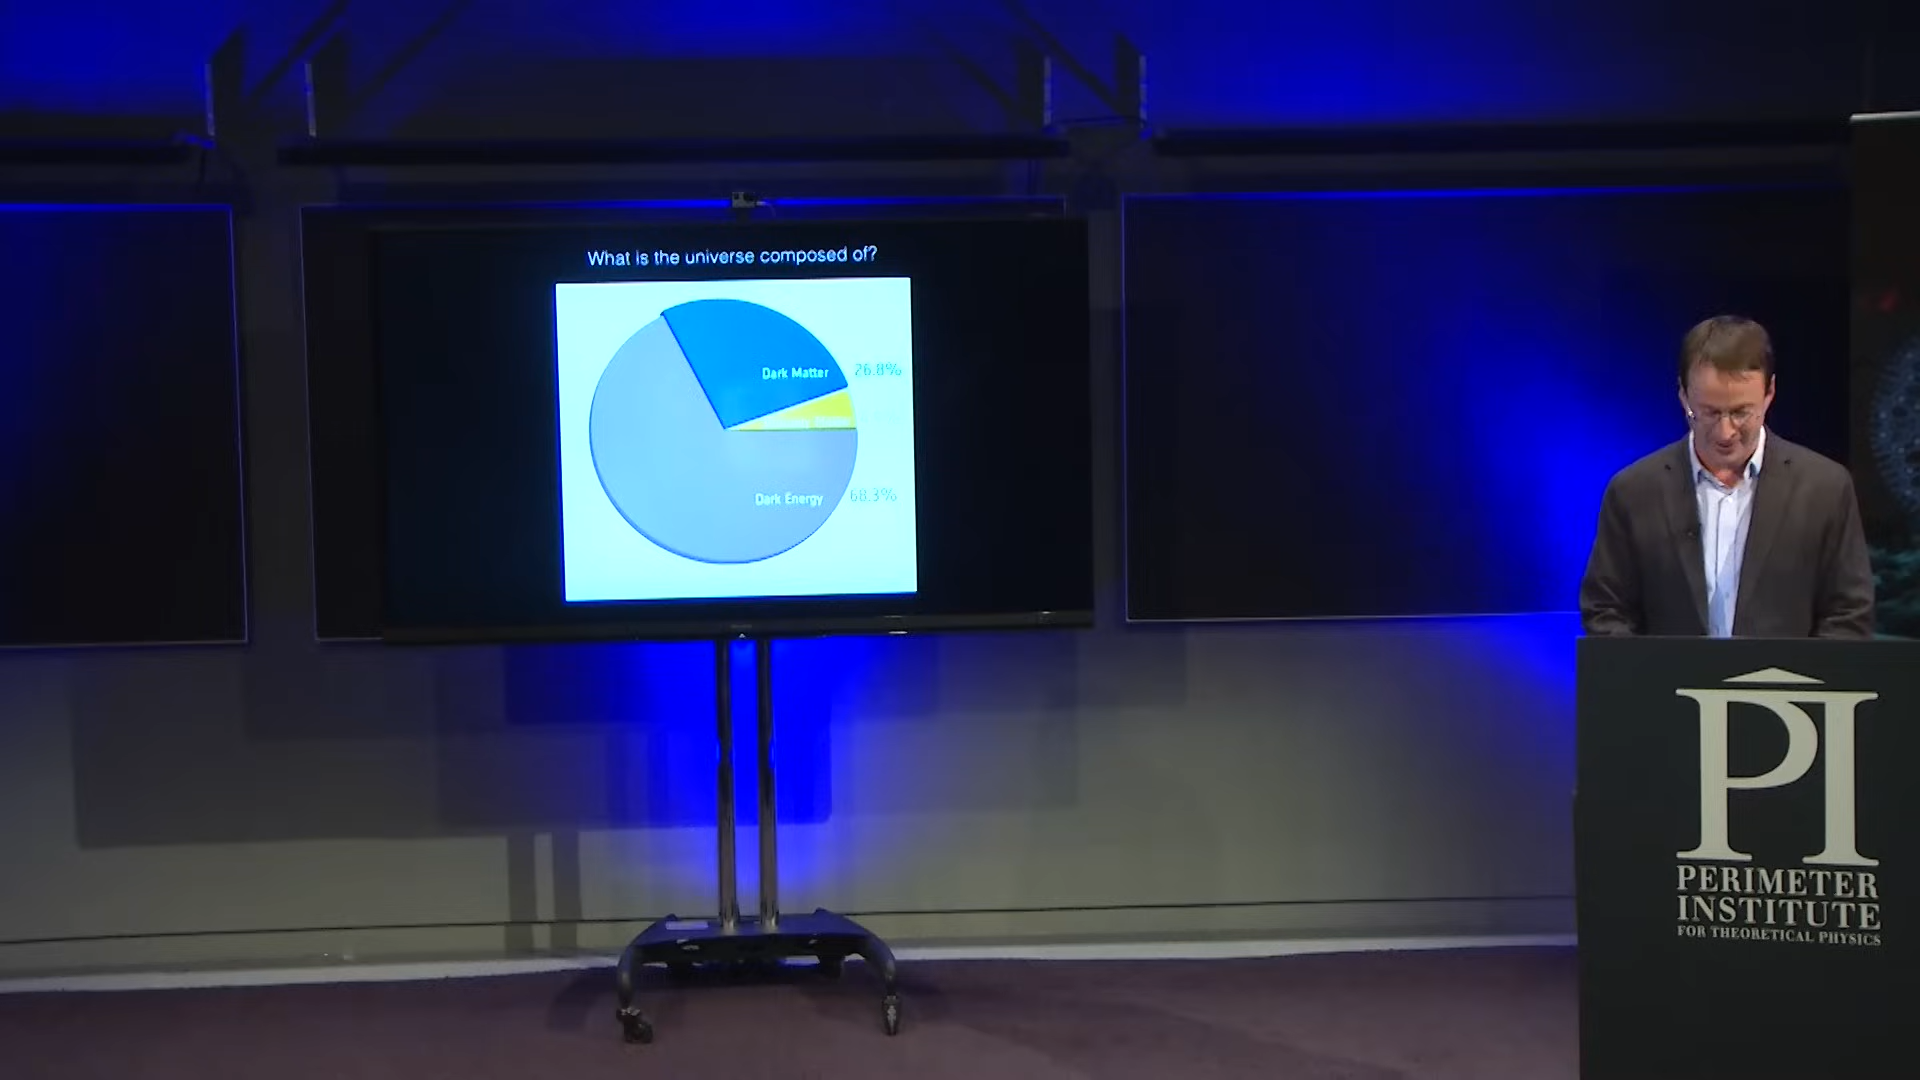 What is the universe composed of?
Dark Matter 26.8%
Dark Energy 68.3%
PI
PERIMETER
INSTITUTE
FOR THEORETICAL PHYSICS